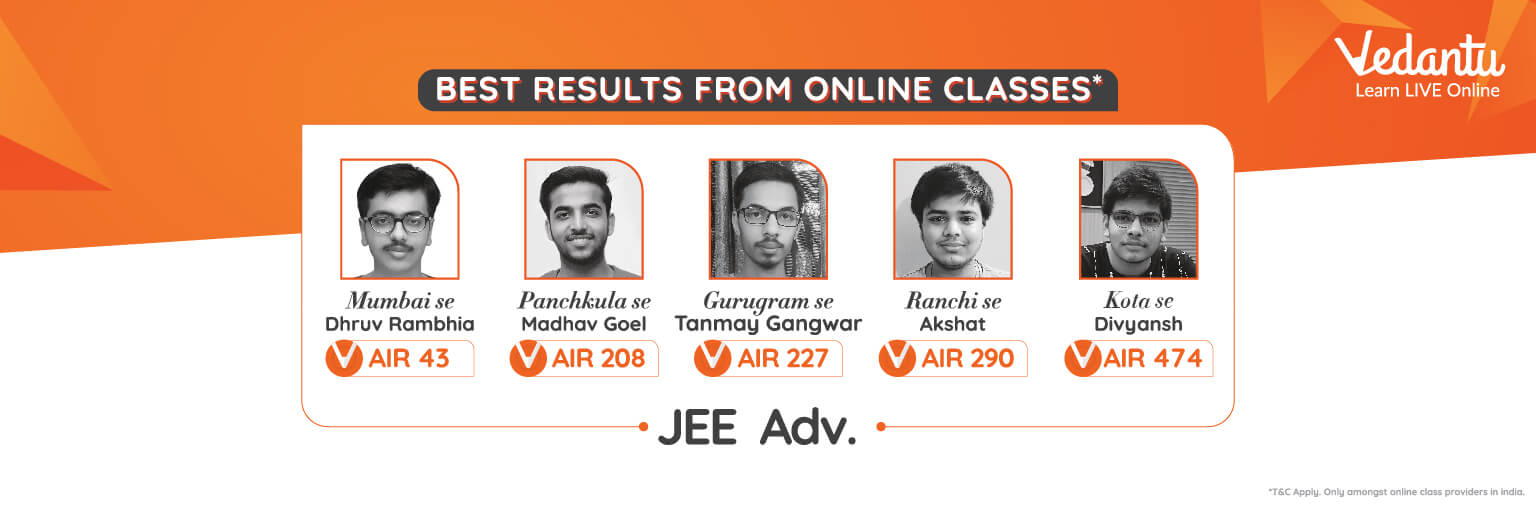 Vedantu
Learn LIVE Online
BEST RESULTS FROM ONLINE CLASSES*
Mumbai se
Dhruv Rambhia
AIR 43
Panchkula se
Madhav Goel
AIR 208
Gurugram se
Tanmay Gangwar
AIR 227
Ranchi se
Akshat
AIR 290
Kota se
Divyansh
AIR 474
JEE Adv.
*T&C Apply. Only amongst online class providers in india.